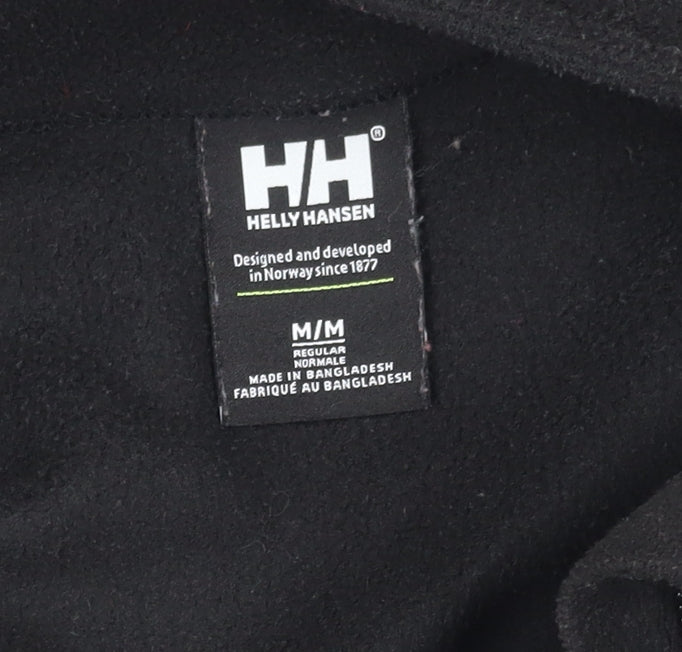 HH®
HELLY HANSEN
Designed and developed
in Norway since 1877
M/M
REGULAR
NORMALE
MADE IN BANGLADESH
FABRIQUÉ AU BANGLADESH